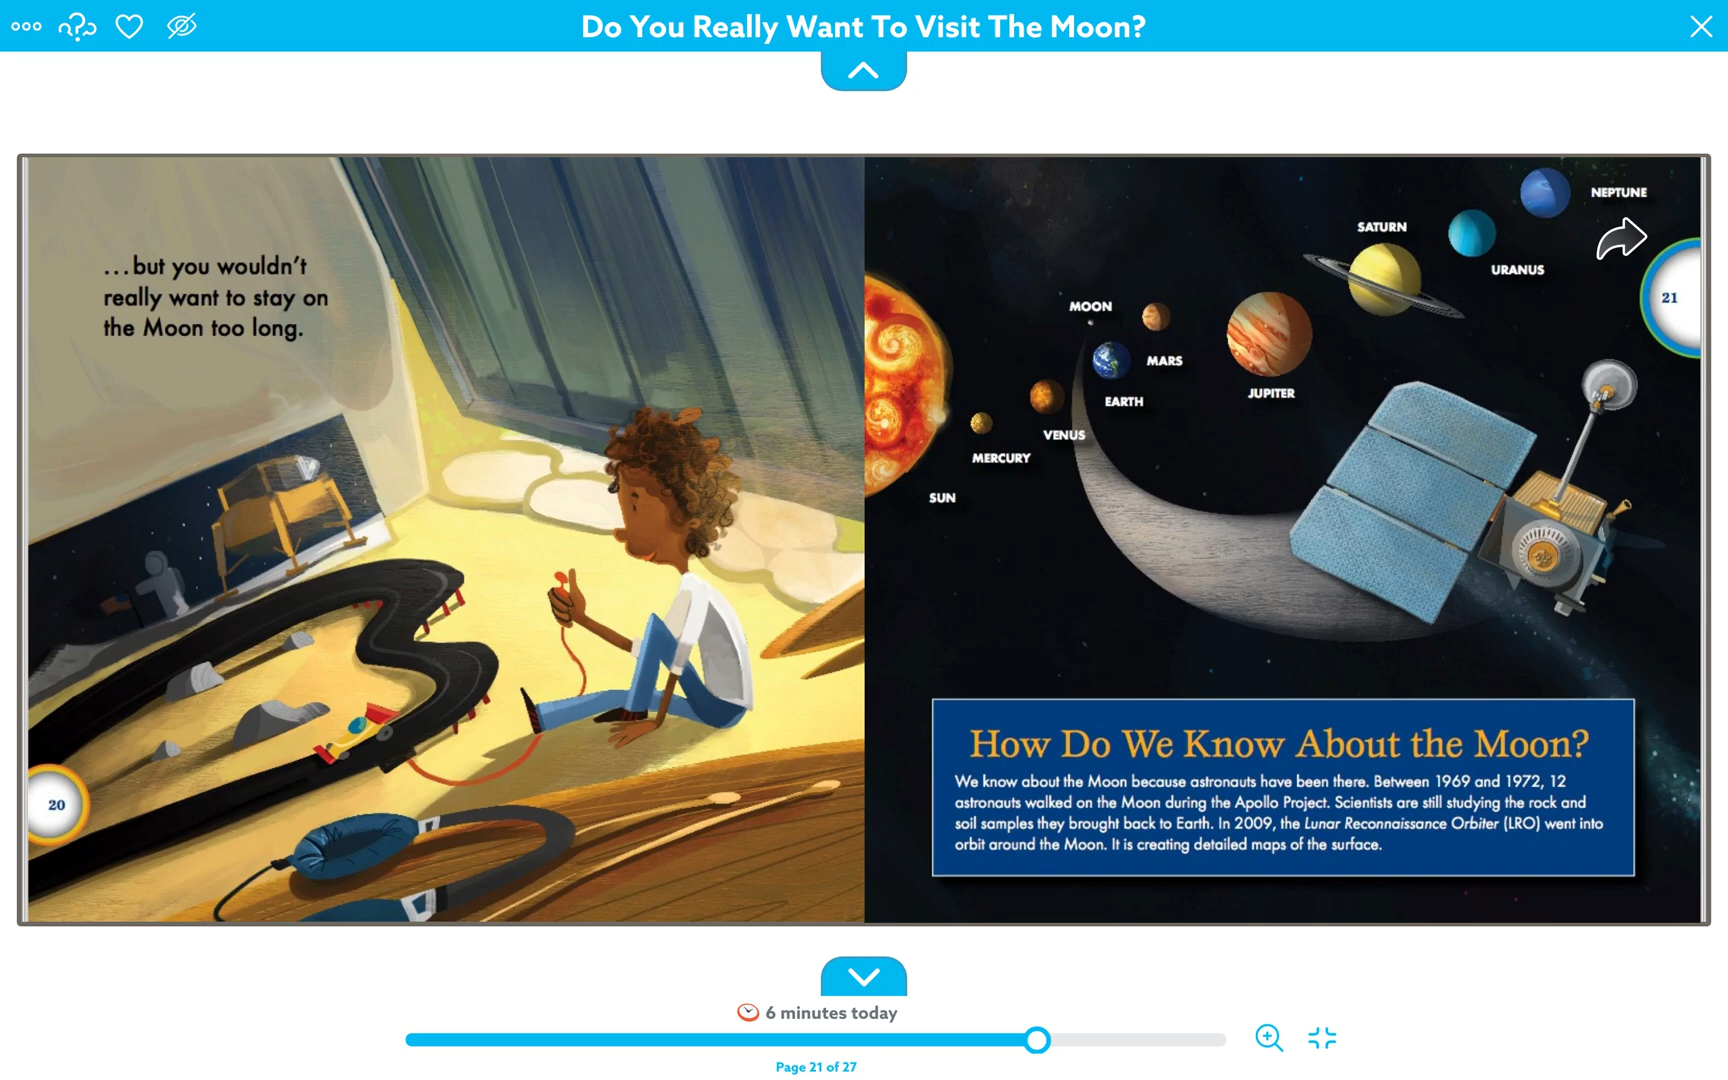 Do You Really Want To Visit The Moon?
...but you wouldn't
really want to stay on
the Moon too long.
20
NEPTUNE
SATURN
URANUS
21
MOON
MARS
JUPITER
EARTH
VENUS
MERCURY
SUN
How Do We Know About the Moon?
We know about the Moon because astronauts have been there. Between 1969 and 1972, 12
astronauts walked on the Moon during the Apollo Project. Scientists are still studying the rock and
soil samples they brought back to Earth. In 2009, the Lunar Reconnaissance Orbiter (LRO) went into
orbit around the Moon. It is creating detailed maps of the surface.
6 minutes today
Page 21 of 27